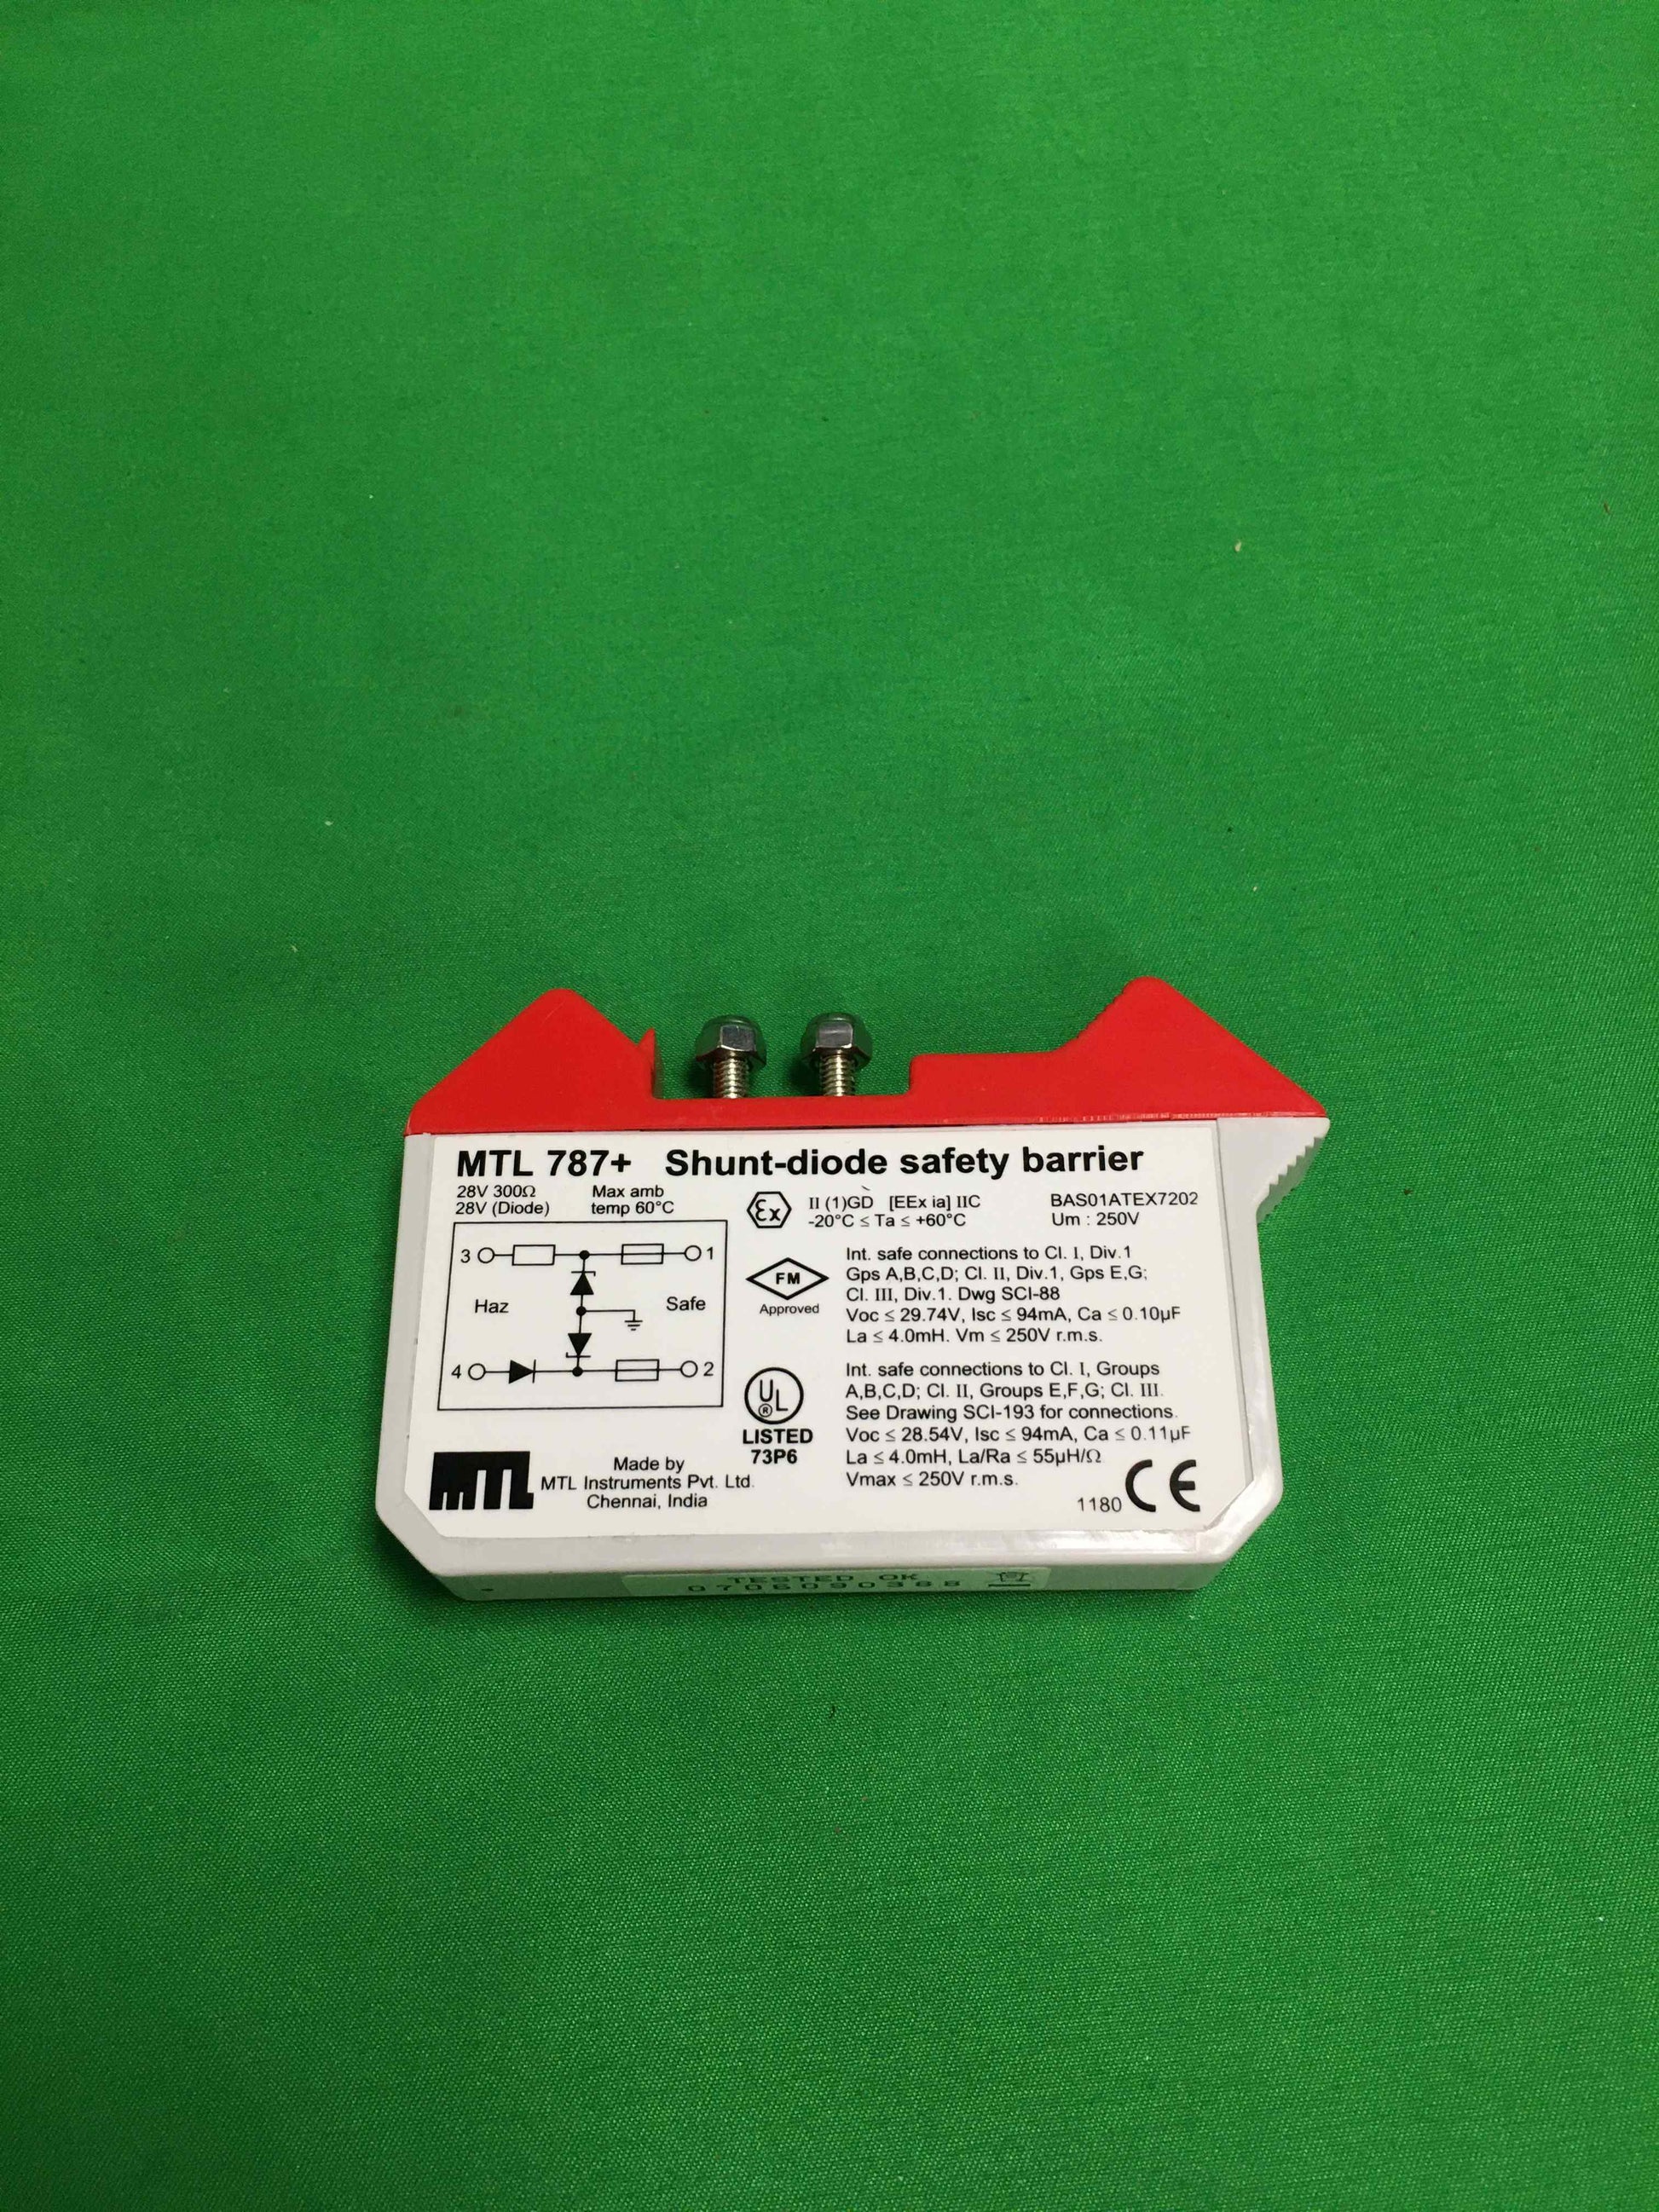 MTL 787+ Shunt-diode safety barrier
28V 300Ω
28V (Diode)
Max amb
temp 60°C
3
1
Haz
Safe
4
2
MTL
Made by
MTL Instruments Pvt. Ltd.
Chennai, India
Ex
II (1)GD [EEx ia] IIC
-20°C ≤ Ta ≤ +60°C
BAS01ATEX7202
Um : 250V
FM
Approved
Int. safe connections to Cl. I, Div.1
Gps A,B,C,D; Cl. II, Div.1, Gps E,G;
Cl. III, Div.1. Dwg SCI-88
Voc ≤ 29.74V, Isc ≤ 94mA, Ca ≤ 0.10µF
La ≤ 4.0mH. Vm ≤ 250V r.m.s.
UL
®
LISTED
73P6
Int. safe connections to Cl. I, Groups
A,B,C,D; Cl. II, Groups E,F,G; Cl. III.
See Drawing SCI-193 for connections.
Voc ≤ 28.54V, Isc ≤ 94mA, Ca ≤ 0.11µF
La ≤ 4.0mH, La/Ra ≤ 55µH/Ω
Vmax ≤ 250V r.m.s.
1180 CE
TESTED OK
0706090388